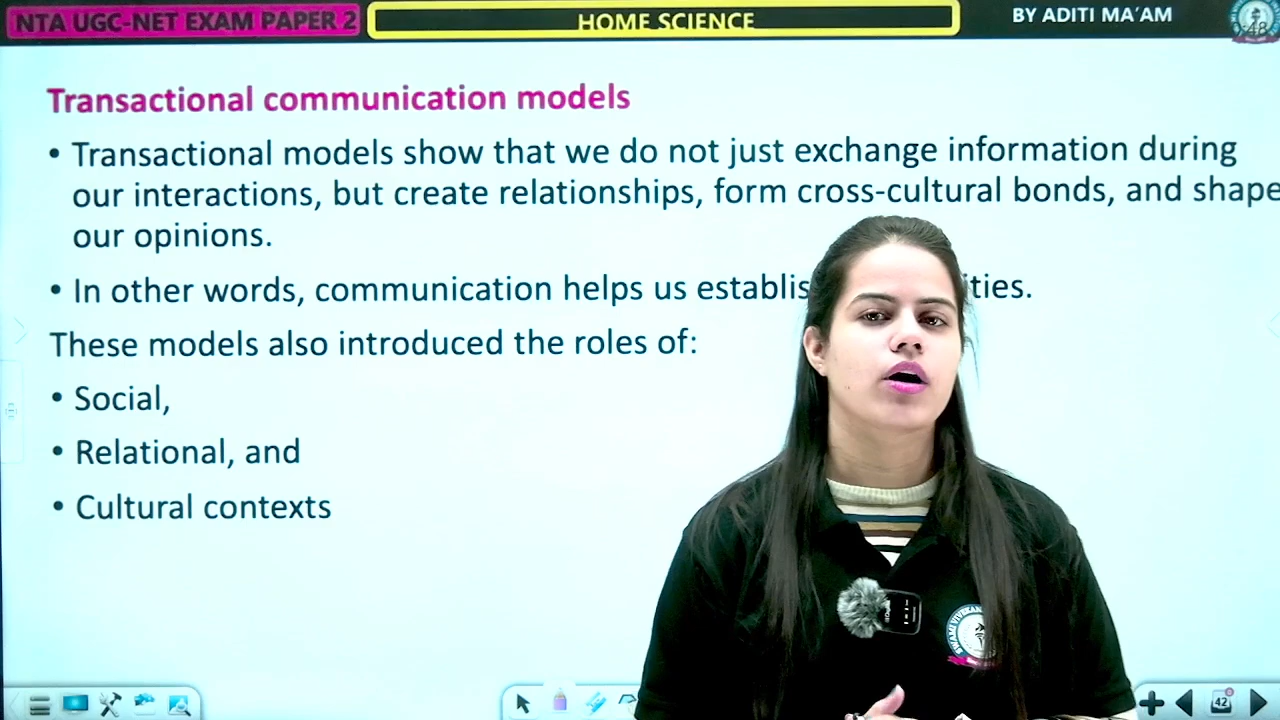 NTA UGC-NET EXAM PAPER 2
HOME SCIENCE
BY ADITI MA'AM
Transactional communication models
• Transactional models show that we do not just exchange information during
our interactions, but create relationships, form cross-cultural bonds, and shape
our opinions.
• In other words, communication helps us
These models also introduced the roles of:
• Social,
• Relational, and
• Cultural contexts
42